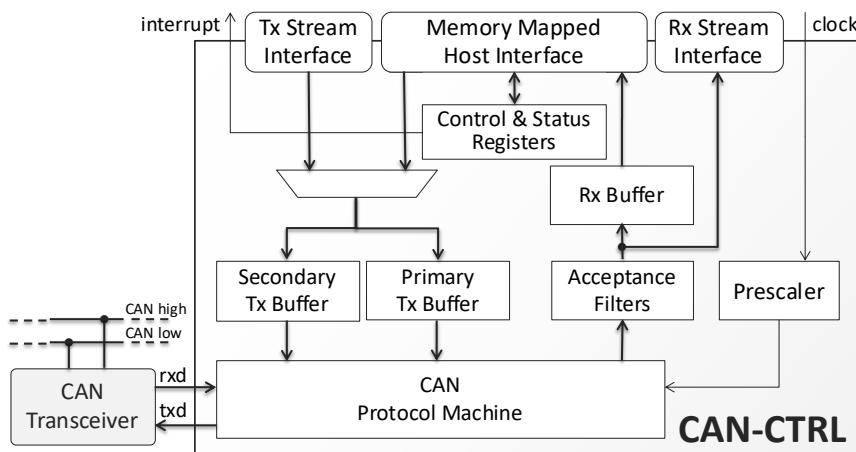 interrupt
Tx Stream
Interface
Memory Mapped
Host Interface
Rx Stream
Interface
clock
Control & Status
Registers
Rx Buffer
Secondary
Tx Buffer
Primary
Tx Buffer
Acceptance
Filters
Prescaler
CAN high
CAN low
CAN
Transceiver
rxd
txd
CAN
Protocol Machine
CAN-CTRL